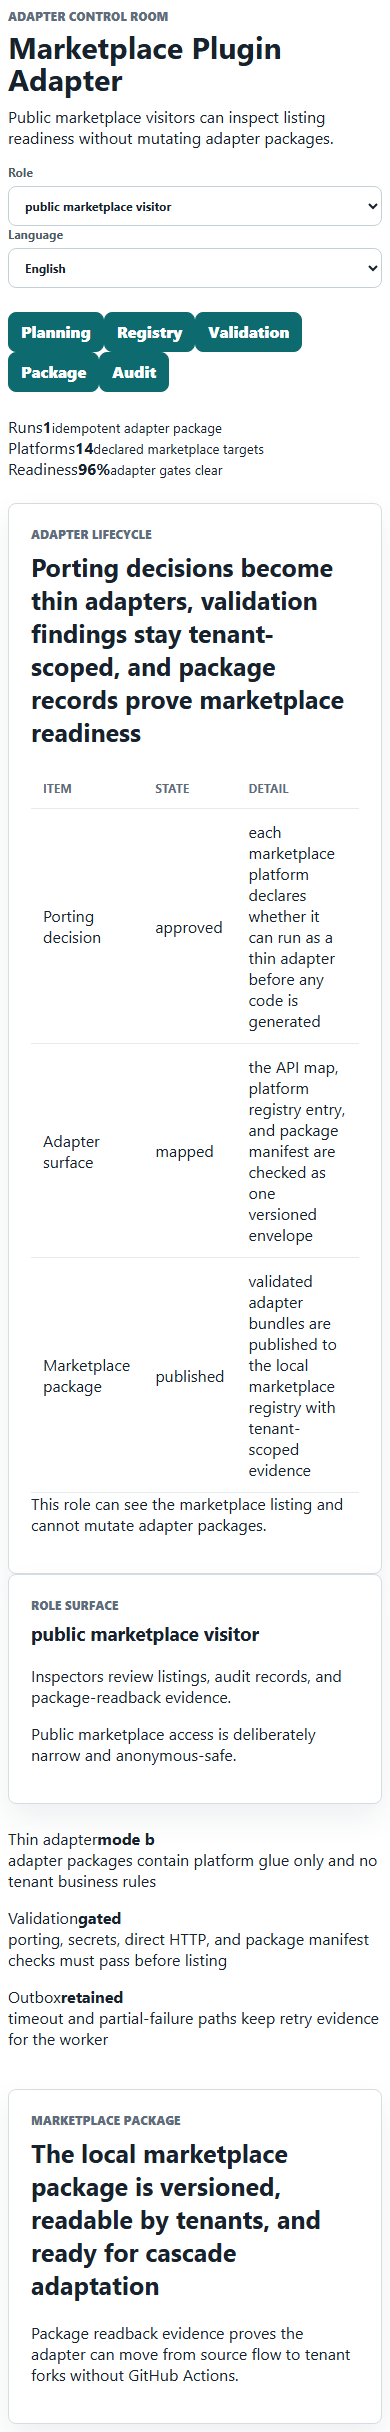 ADAPTER CONTROL ROOM
Marketplace Plugin
Adapter
Public marketplace visitors can inspect listing
readiness without mutating adapter packages.
Role
public marketplace visitor
Language
English
Planning Registry Validation
Package Audit
Runs1idempotent adapter package
Platforms14declared marketplace targets
Readiness96%adapter gates clear
ADAPTER LIFECYCLE
Porting decisions become
thin adapters, validation
findings stay tenant-
scoped, and package
records prove marketplace
readiness
ITEM STATE DETAIL
each
marketplace
platform
declares
whether it
can run as a
thin adapter
before any
code is
generated
Porting
decision
approved
the API map,
platform
registry entry,
and package
manifest are
checked as
one
versioned
envelope
Adapter
surface
mapped
validated
adapter
bundles are
published to
the local
marketplace
registry with
tenant-
scoped
evidence
Marketplace
package
published
This role can see the marketplace listing and
cannot mutate adapter packages.
ROLE SURFACE
public marketplace visitor
Inspectors review listings, audit records, and
package-readback evidence.
Public marketplace access is deliberately
narrow and anonymous-safe.
Thin adaptermode b
adapter packages contain platform glue only and no
tenant business rules
Validationgated
porting, secrets, direct HTTP, and package manifest
checks must pass before listing
Outboxretained
timeout and partial-failure paths keep retry evidence
for the worker
MARKETPLACE PACKAGE
The local marketplace
package is versioned,
readable by tenants, and
ready for cascade
adaptation
Package readback evidence proves the
adapter can move from source flow to tenant
forks without GitHub Actions.